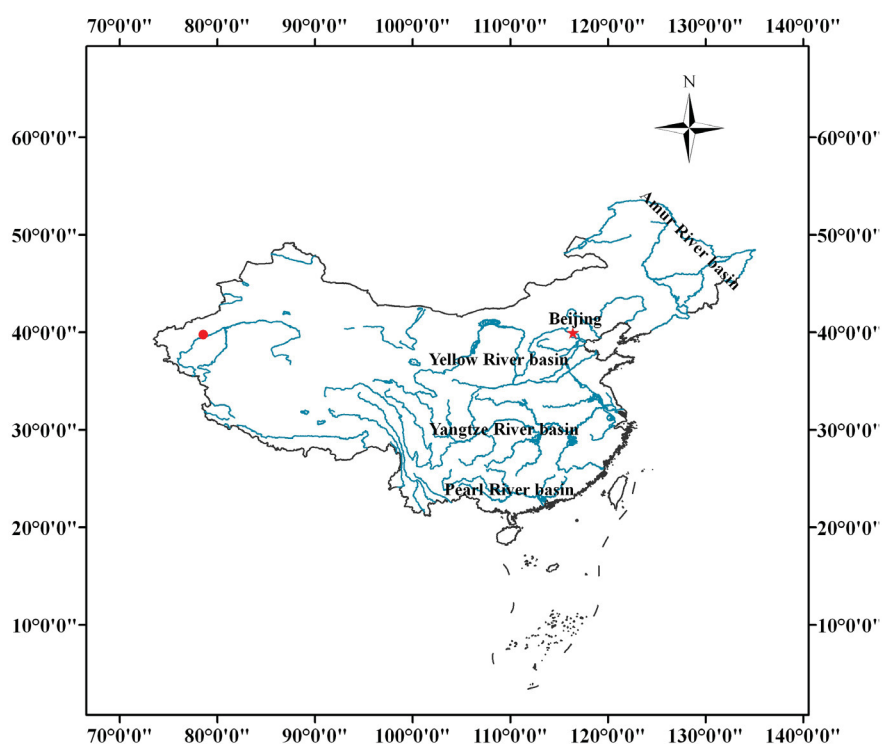 70°0'0" 80°0'0" 90°0'0" 100°0'0" 110°0'0" 120°0'0" 130°0'0" 140°0'0"
N
60°0'0" 60°0'0"
Amur River basin
50°0'0" 50°0'0"
Beijing
40°0'0" 40°0'0"
Yellow River basin
30°0'0" Yangtze River basin 30°0'0"
Pearl River basin
20°0'0" 20°0'0"
10°0'0" 10°0'0"
70°0'0" 80°0'0" 90°0'0" 100°0'0" 110°0'0" 120°0'0" 130°0'0" 140°0'0"